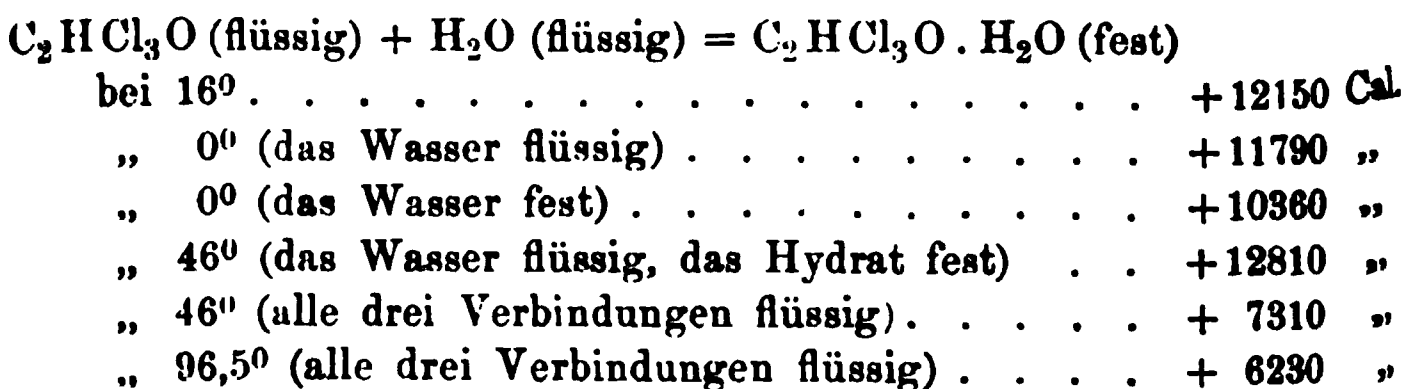 C₂HCl₃O (flüssig) + H₂O (flüssig) = C₂HCl₃O . H₂O (fest)
bei 16⁰ . . . . . . . . . . . . . . . . . +12150 Cal.
„ 0⁰ (das Wasser flüssig) . . . . . . . . . . +11790 „
„ 0⁰ (das Wasser fest) . . . . . . . . . . . +10360 „
„ 46⁰ (das Wasser flüssig, das Hydrat fest) . . +12810 „
„ 46⁰ (alle drei Verbindungen flüssig) . . . . . + 7310 „
„ 96,5⁰ (alle drei Verbindungen flüssig) . . . . + 6230 „